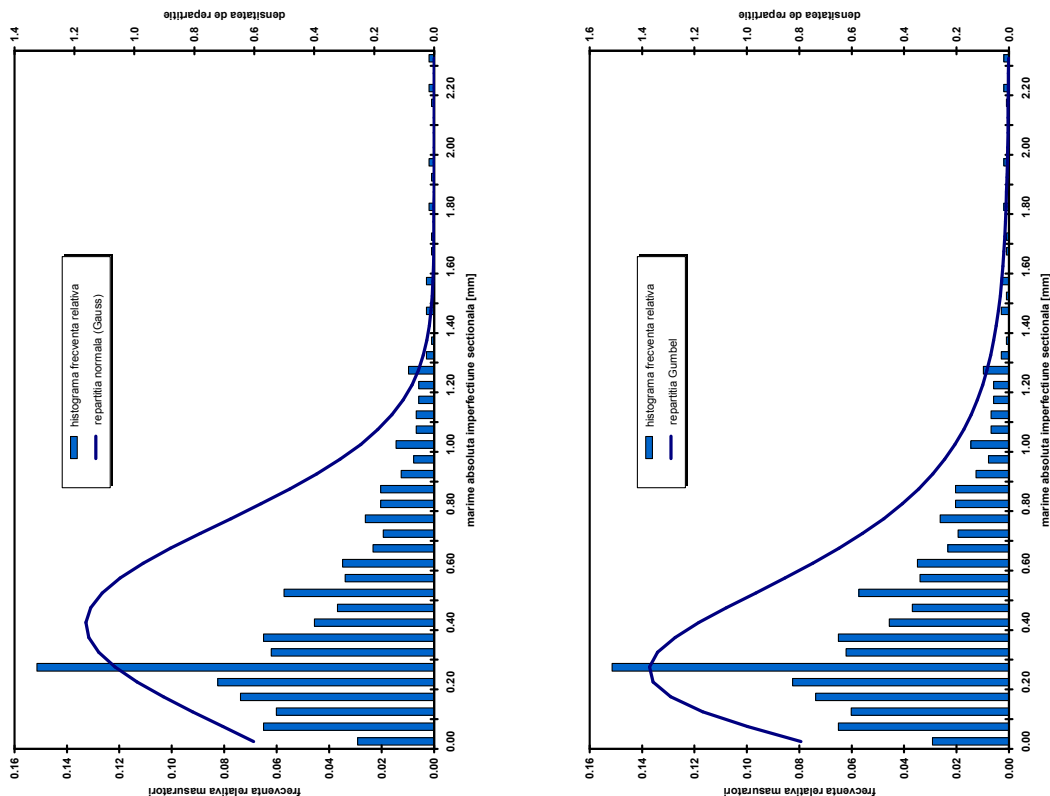 densitatea de repartitie
1.4 1.2 1.0 0.8 0.6 0.4 0.2 0.0
histograma frecventa relativa
repartitia normala (Gauss)
0.00 0.20 0.40 0.60 0.80 1.00 1.20 1.40 1.60 1.80 2.00 2.20
marime absoluta imperfectiune sectionala [mm]
0.16 0.14 0.12 0.10 0.08 0.06 0.04 0.02 0.00
frecventa relativa masuratori
densitatea de repartitie
1.6 1.4 1.2 1.0 0.8 0.6 0.4 0.2 0.0
histograma frecventa relativa
repartitia Gumbel
0.00 0.20 0.40 0.60 0.80 1.00 1.20 1.40 1.60 1.80 2.00 2.20
marime absoluta imperfectiune sectionala [mm]
0.16 0.14 0.12 0.10 0.08 0.06 0.04 0.02 0.00
frecventa relativa masuratori